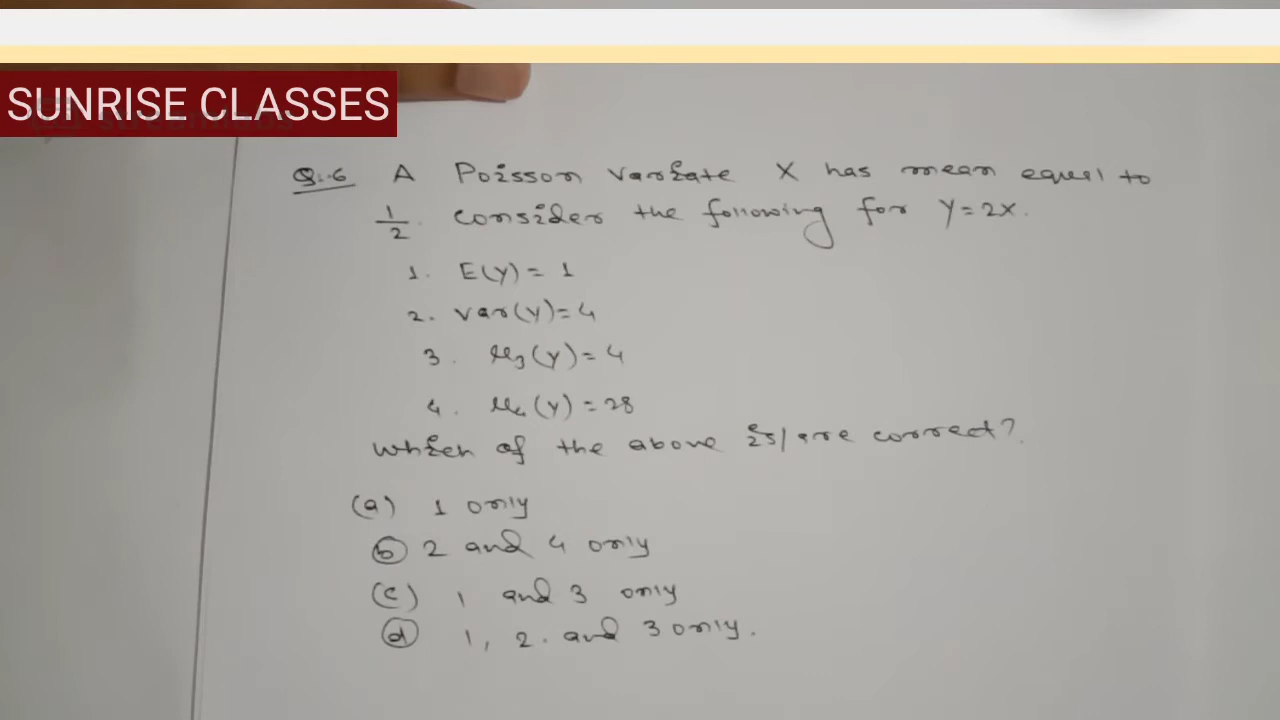 SUNRISE CLASSES
Q:.6 A Poisson Variate X has mean equal to
1/2. Consider the following for Y=2X.
1. E(Y) = 1
2. Var(Y)=4
3. μ3(Y)=4
4. μ4(Y)=28
Which of the above is/are correct?
(a) 1 only
(b) 2 and 4 only
(c) 1 and 3 only
(d) 1, 2. and 3 only.